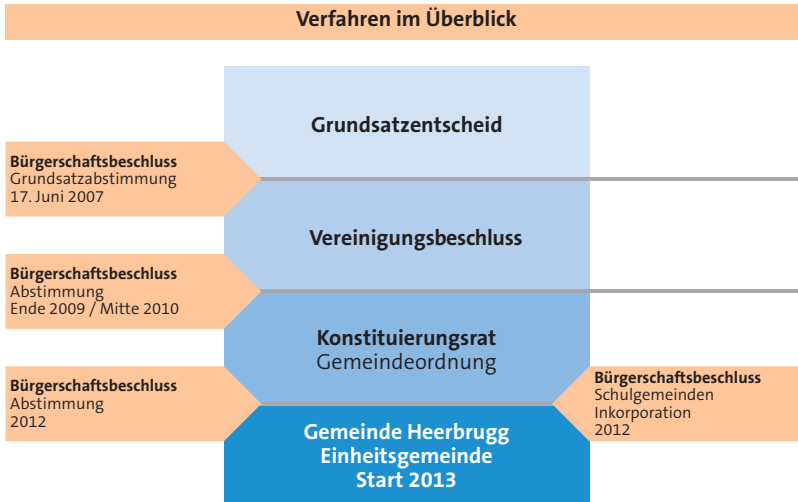 Verfahren im Überblick
Grundsatzentscheid
Bürgerschaftsbeschluss
Grundsatzabstimmung
17. Juni 2007
Vereinigungsbeschluss
Bürgerschaftsbeschluss
Abstimmung
Ende 2009 / Mitte 2010
Konstituierungsrat
Gemeindeordnung
Bürgerschaftsbeschluss
Abstimmung
2012
Bürgerschaftsbeschluss
Schulgemeinden
Inkorporation
2012
Gemeinde Heerbrugg
Einheitsgemeinde
Start 2013